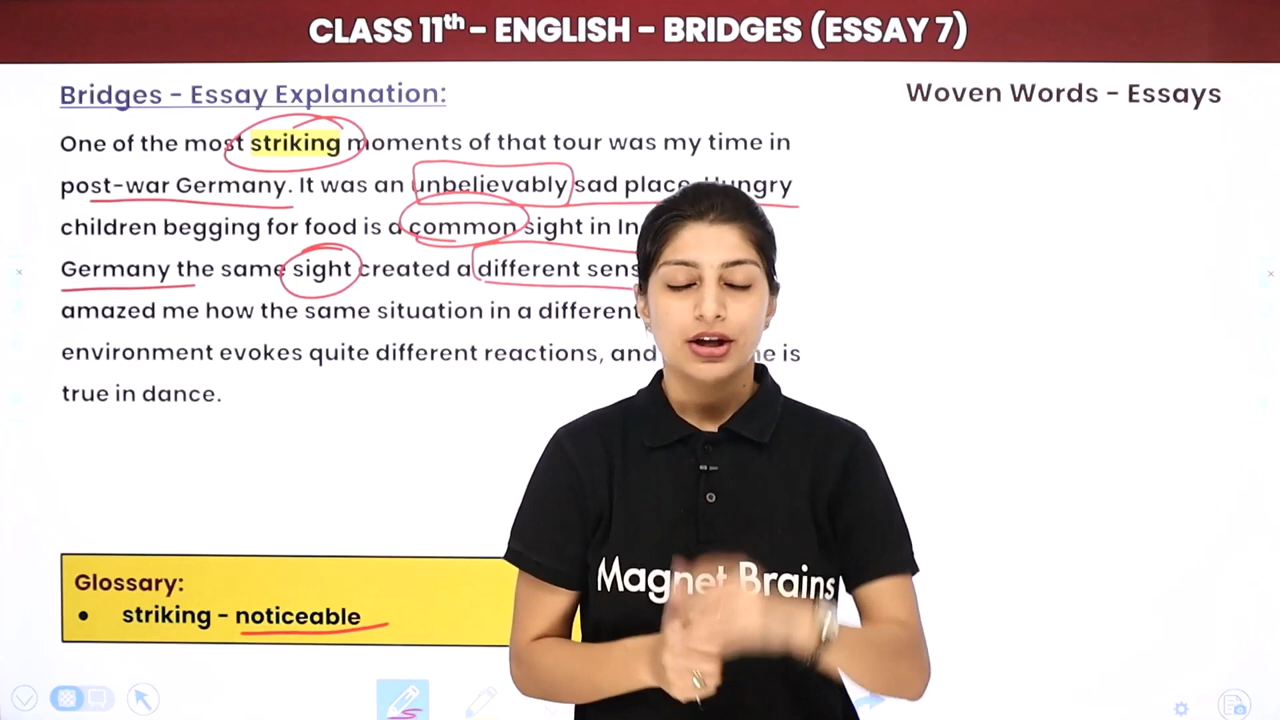 CLASS 11th - ENGLISH - BRIDGES (ESSAY 7)
Bridges - Essay Explanation:
Woven Words - Essays
One of the most striking moments of that tour was my time in
post-war Germany. It was an unbelievably sad place. Hungry
children begging for food is a common sight in
Germany the same sight created a different
amazed me how the same situation in a different
environment evokes quite different reactions, and is
true in dance.
Glossary:
• striking - noticeable
Magnet Brains